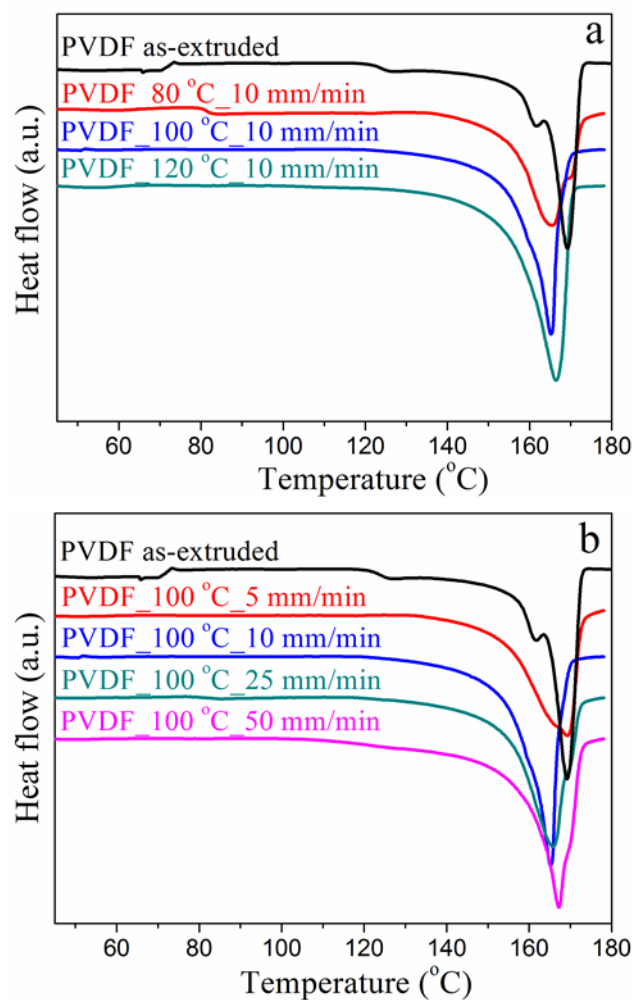 a
PVDF as-extruded
PVDF_80 °C_10 mm/min
PVDF_100 °C_10 mm/min
PVDF_120 °C_10 mm/min
Heat flow (a.u.)
60 80 100 120 140 160 180
Temperature (°C)
b
PVDF as-extruded
PVDF_100 °C_5 mm/min
PVDF_100 °C_10 mm/min
PVDF_100 °C_25 mm/min
PVDF_100 °C_50 mm/min
Heat flow (a.u.)
60 80 100 120 140 160 180
Temperature (°C)